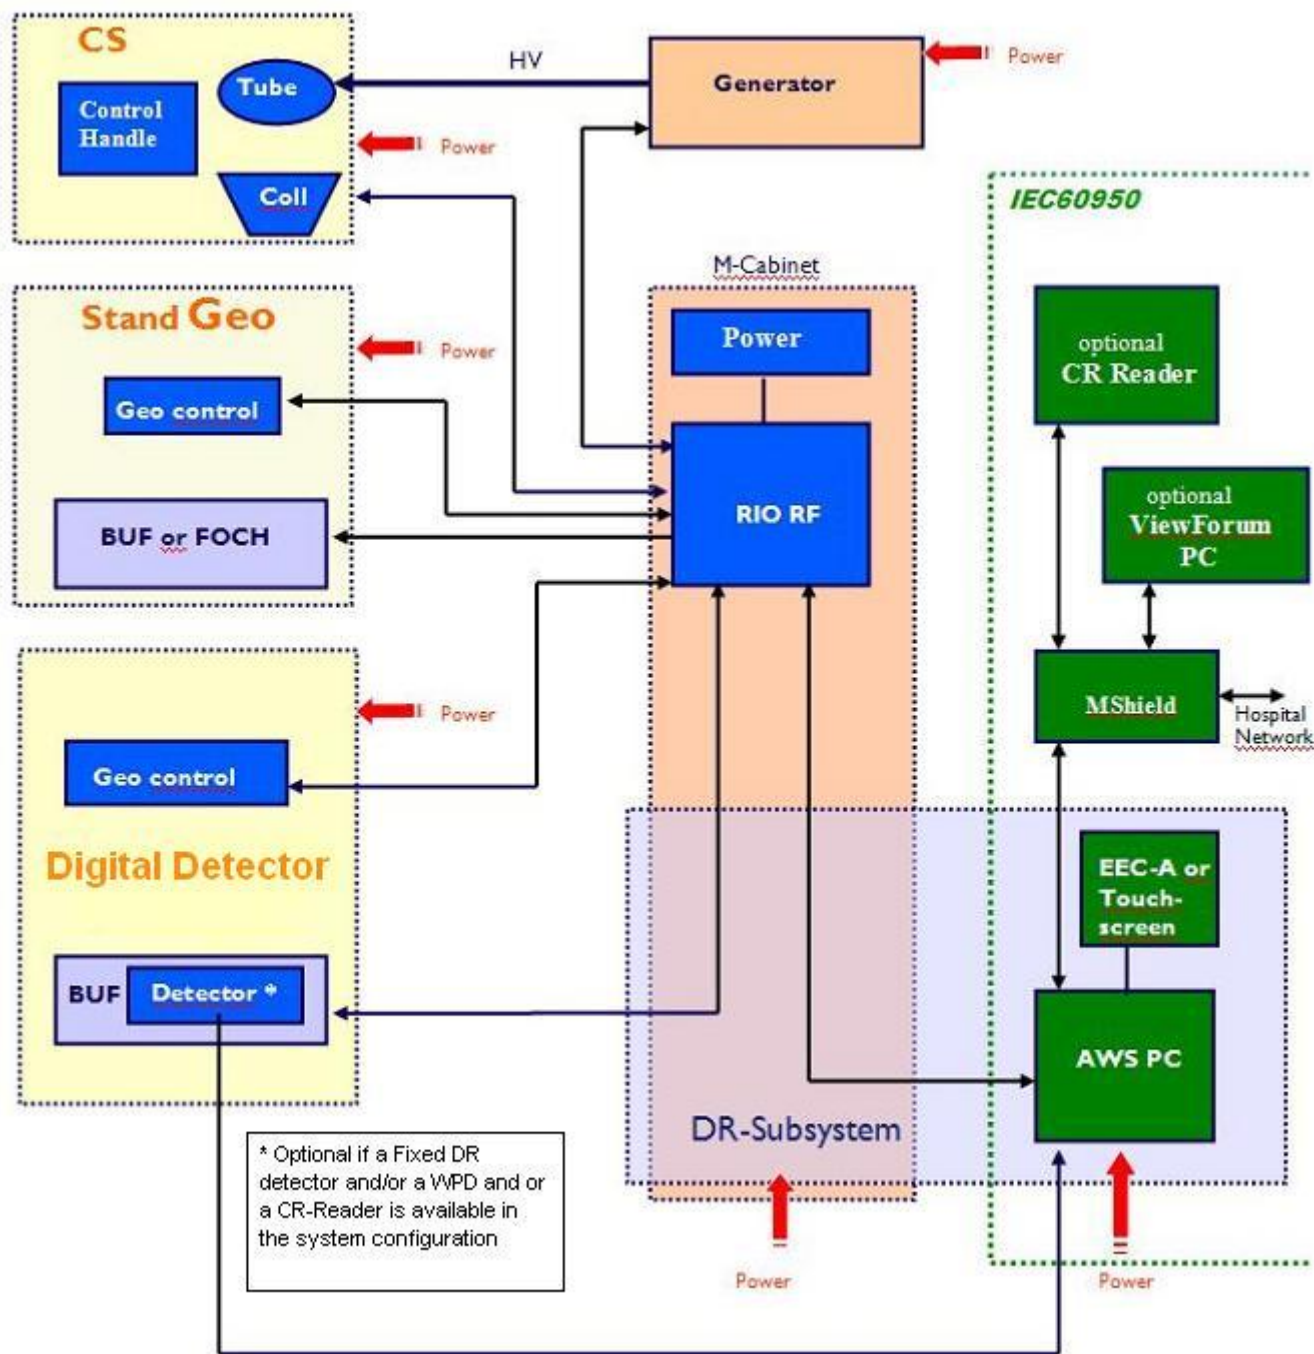 CS
Tube
Control
Handle
Coll
Power
HV
Generator
Power
IEC60950
Stand Geo
Power
Geo control
BUF or FOCH
M-Cabinet
Power
RIO RF
optional
CR Reader
optional
ViewForum
PC
MShield
Hospital
Network
Power
Geo control
Digital Detector
BUF
Detector *
EEC-A or
Touch-
screen
AWS PC
DR-Subsystem
* Optional if a Fixed DR
detector and/or a WPD and or
a CR-Reader is available in
the system configuration
Power
Power